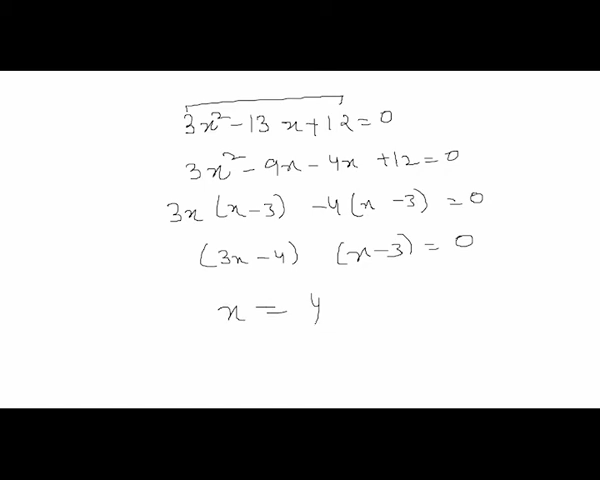 3x²-13x+12=0
3x²-9x-4x+12=0
3x(x-3) -4(x-3)=0
(3x-4) (x-3)=0
x = 4